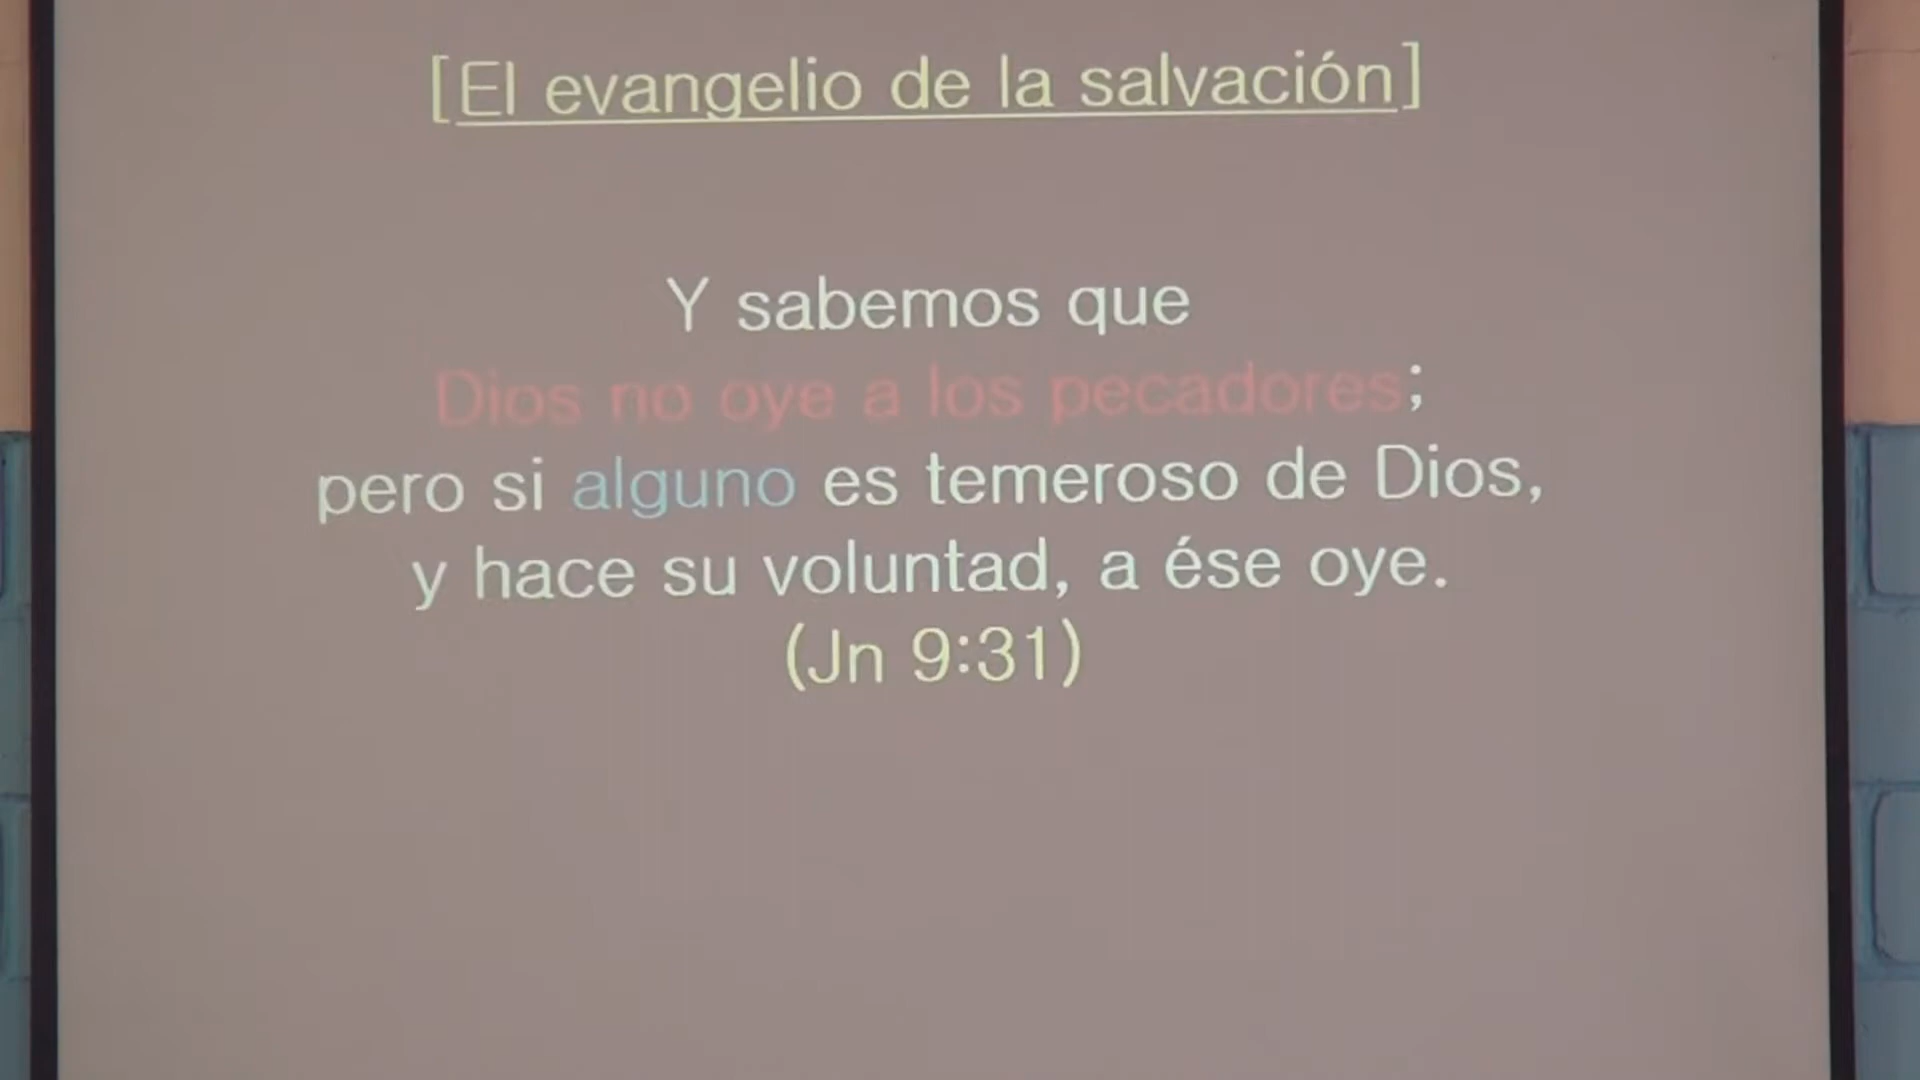 [El evangelio de la salvación]
Y sabemos que
Dios no oye a los pecadores;
pero si alguno es temeroso de Dios,
y hace su voluntad, a ése oye.
(Jn 9:31)